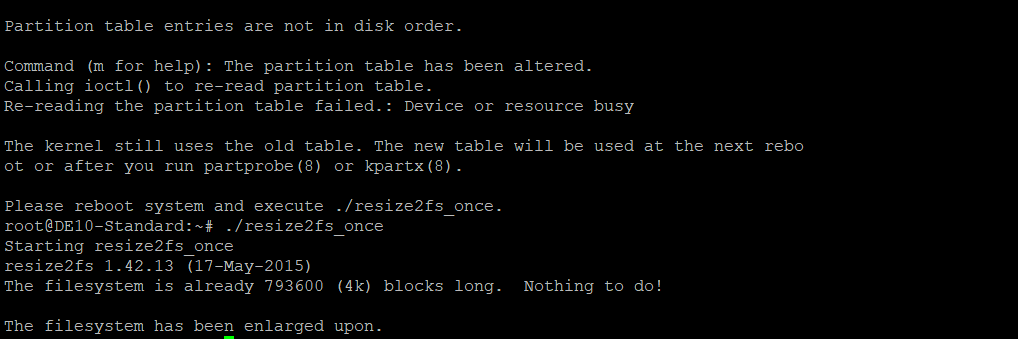 Partition table entries are not in disk order.
Command (m for help): The partition table has been altered.
Calling ioctl() to re-read partition table.
Re-reading the partition table failed.: Device or resource busy
The kernel still uses the old table. The new table will be used at the next rebo
ot or after you run partprobe(8) or kpartx(8).
Please reboot system and execute ./resize2fs_once.
root@DE10-Standard:~# ./resize2fs_once
Starting resize2fs_once
resize2fs 1.42.13 (17-May-2015)
The filesystem is already 793600 (4k) blocks long.  Nothing to do!
The filesystem has been enlarged upon.